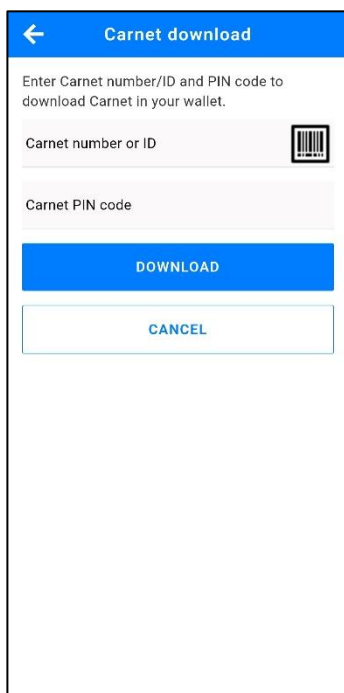 Carnet download
Enter Carnet number/ID and PIN code to
download Carnet in your wallet.
Carnet number or ID
Carnet PIN code
DOWNLOAD
CANCEL